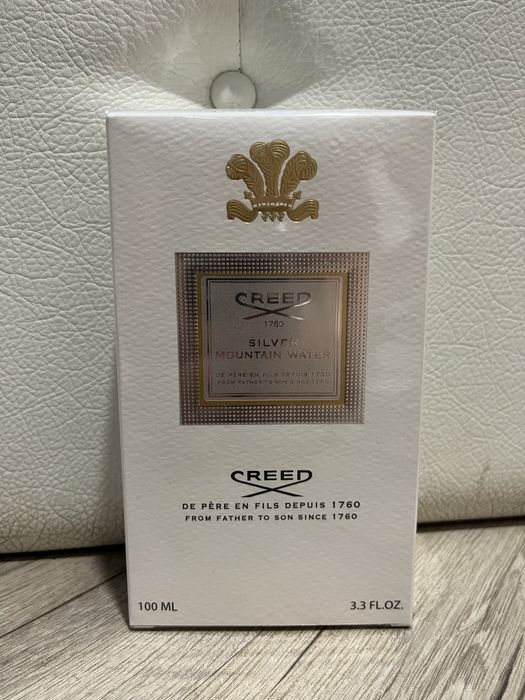 CREED
1760
SILVER
MOUNTAIN WATER
DE PÈRE EN FILS DEPUIS 1760
FROM FATHER TO SON SINCE 1760
CREED
DE PÈRE EN FILS DEPUIS 1760
FROM FATHER TO SON SINCE 1760
100 ML 3.3 FL.OZ.